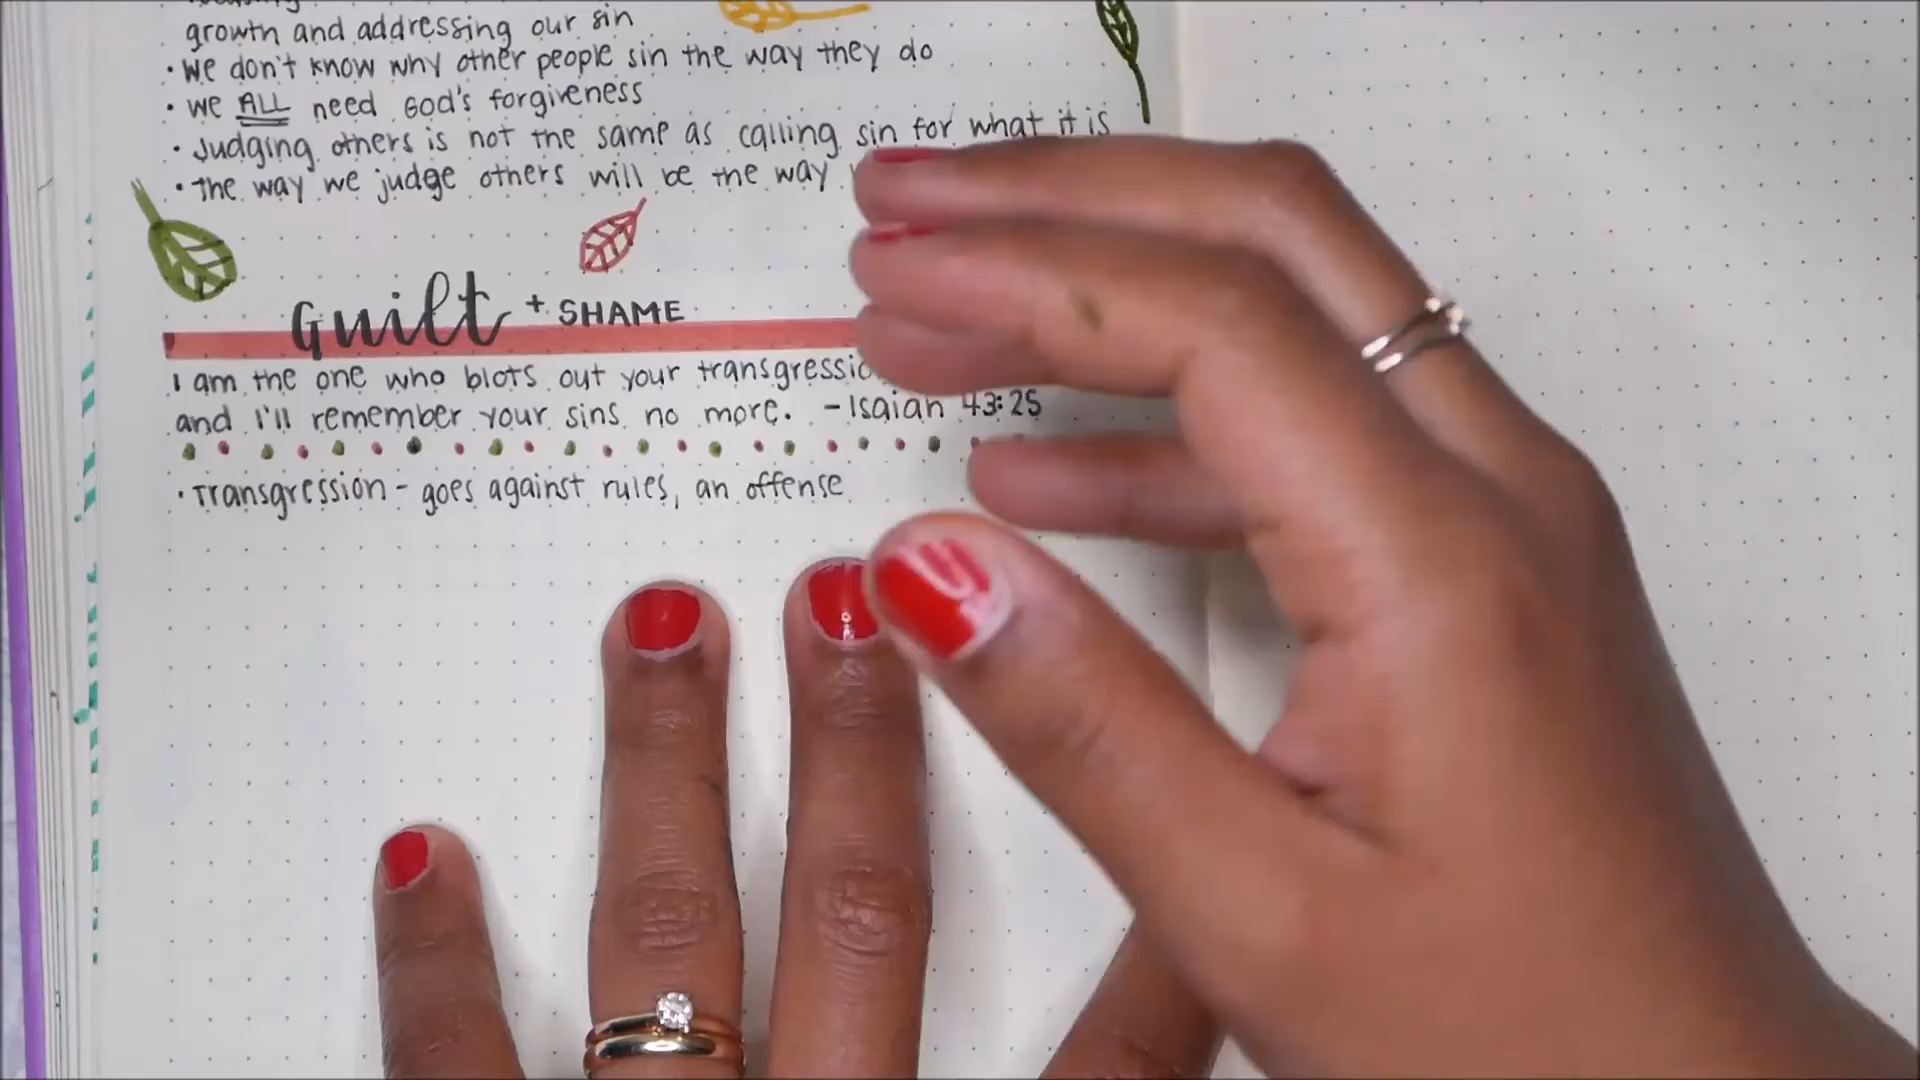 growth and addressing our sin
• we don't know why other people sin the way they do
• we ALL need God's forgiveness
• Judging others is not the same as calling sin for what it is
• The way we judge others will be the way
Guilt + SHAME
I am the one who blots out your
and I'll remember your sins no more. - Isaiah 43:25
• Transgression - goes against rules, an offense